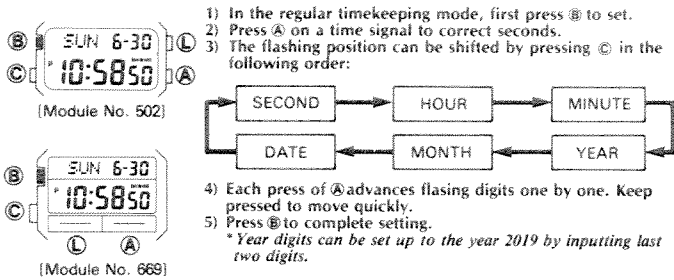 Ⓑ SUN 6-30 Ⓛ
Ⓒ P 10:58 50 Ⓐ
[Module No. 502]
Ⓑ SUN 6-30
Ⓒ P 10:58 50
Ⓛ Ⓐ
[Module No. 669]
1) In the regular timekeeping mode, first press Ⓑ to set.
2) Press Ⓐ on a time signal to correct seconds.
3) The flashing position can be shifted by pressing Ⓒ in the
following order:
SECOND HOUR MINUTE
DATE MONTH YEAR
4) Each press of Ⓐ advances flasing digits one by one. Keep
pressed to move quickly.
5) Press Ⓑ to complete setting.
* Year digits can be set up to the year 2019 by inputting last
two digits.